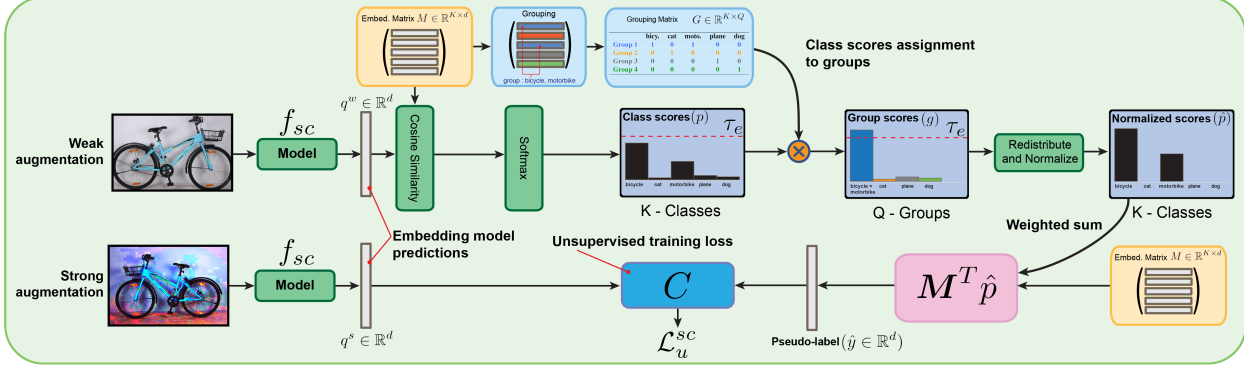 Embed. Matrix M ∈ ℝ^{K×d}
Grouping
group : bicycle, motorbike
Grouping Matrix G ∈ ℝ^{K×Q}
bicy. cat moto. plane dog
Group 1 1 0 1 0 0
Group 2 0 1 0 0 0
Group 3 0 0 0 1 0
Group 4 0 0 0 0 1
Class scores assignment
to groups
Weak
augmentation
f_{sc}
Model
q^w ∈ ℝ^d
Cosine Similarity
Softmax
Class scores(p)
τ_e
bicycle cat motorbike plane dog
K - Classes
Group scores(g)
τ_e
bicycle +
motorbike
cat plane dog
Q - Groups
Redistribute
and Normalize
Normalized scores (p̂)
bicycle cat motorbike plane dog
K - Classes
Weighted sum
Embedding model
predictions
Strong
augmentation
f_{sc}
Model
q^s ∈ ℝ^d
Unsupervised training loss
C
ℒ_u^{sc}
Pseudo-label(ŷ ∈ ℝ^d)
M^T p̂
Embed. Matrix M ∈ ℝ^{K×d}